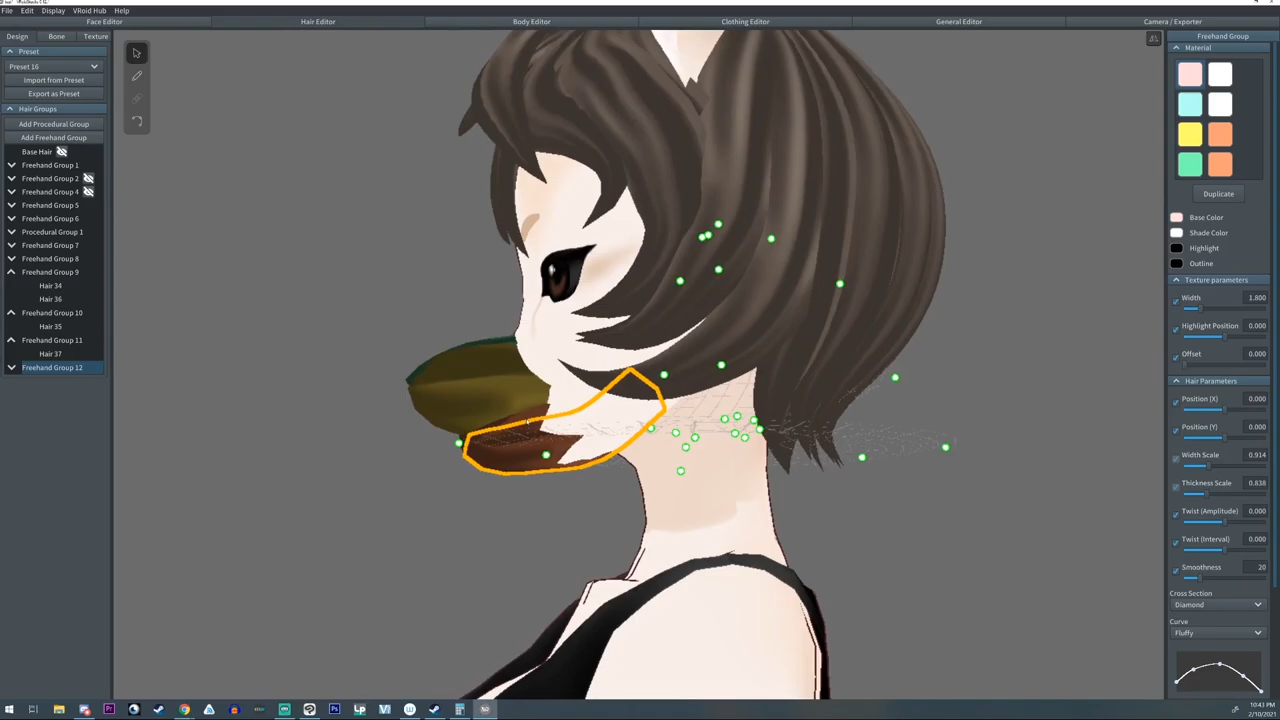 File Edit Display VRoid Hub Help
Face Editor Hair Editor Body Editor Clothing Editor General Editor Camera / Exporter
Design Bone Texture
Preset
Preset 16
Import from Preset
Export as Preset
Hair Groups
Add Procedural Group
Add Freehand Group
Base Hair
Freehand Group 1
Freehand Group 2
Freehand Group 4
Freehand Group 5
Freehand Group 6
Procedural Group 1
Freehand Group 7
Freehand Group 8
Freehand Group 9
Hair 34
Hair 36
Freehand Group 10
Hair 35
Freehand Group 11
Hair 37
Freehand Group 12
Freehand Group
Material
Duplicate
Base Color
Shade Color
Highlight
Outline
Texture parameters
Width 1.800
Highlight Position 0.000
Offset 0.000
Hair Parameters
Position (X) 0.000
Position (Y) 0.000
Width Scale 0.914
Thickness Scale 0.838
Twist (Amplitude) 0.000
Twist (Interval) 0.000
Smoothness 20
Cross Section
Diamond
Curve
Fluffy
10:43 PM
2/10/2021